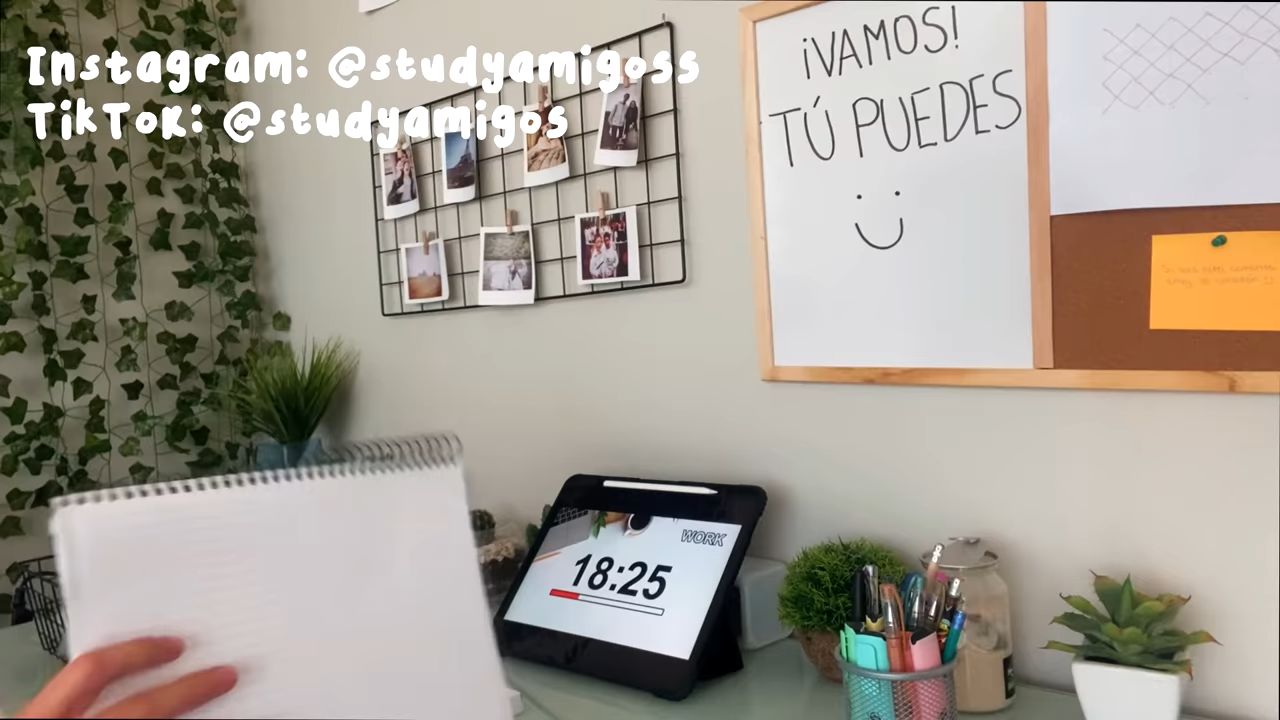 Instagram: @studyamigoss
TikTok: @studyamigos
¡VAMOS!
TÚ PUEDES
WORK
18:25